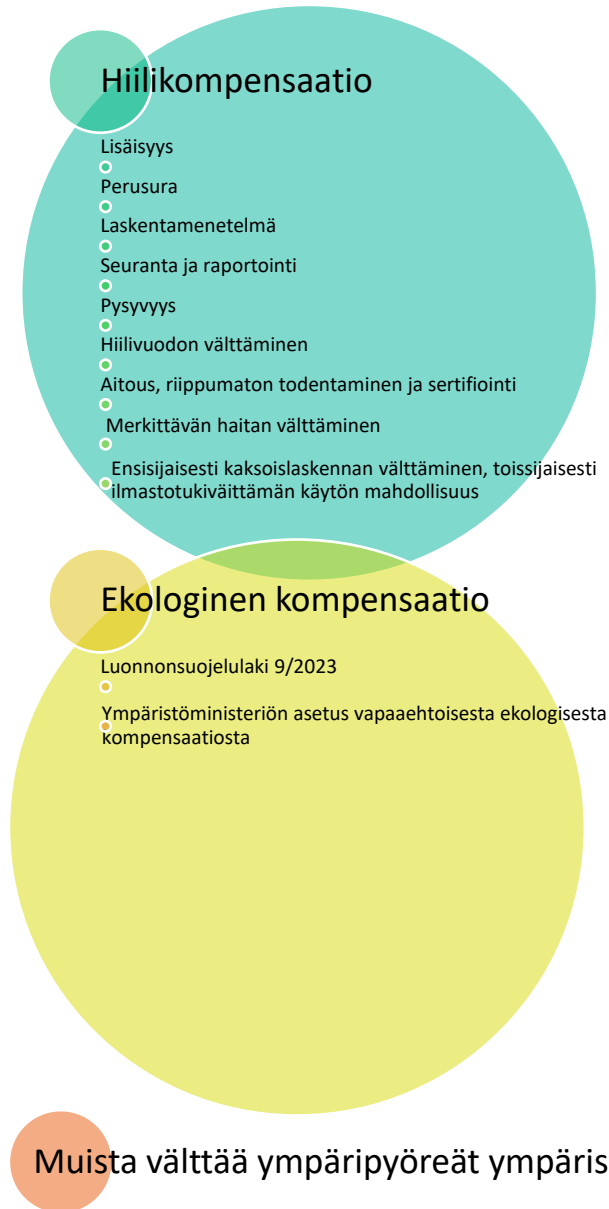 Hiilikompensaatio
Lisäisyys
Perusura
Laskentamenetelmä
Seuranta ja raportointi
Pysyvyys
Hiilivuodon välttäminen
Aitous, riippumaton todentaminen ja sertifiointi
Merkittävän haitan välttäminen
Ensisijaisesti kaksoislaskennan välttäminen, toissijaisesti
ilmastotukiväittämän käytön mahdollisuus
Ekologinen kompensaatio
Luonnonsuojelulaki 9/2023
Ympäristöministeriön asetus vapaaehtoisesta ekologisesta
kompensaatiosta
Muista välttää ympäripyöreät ympäris